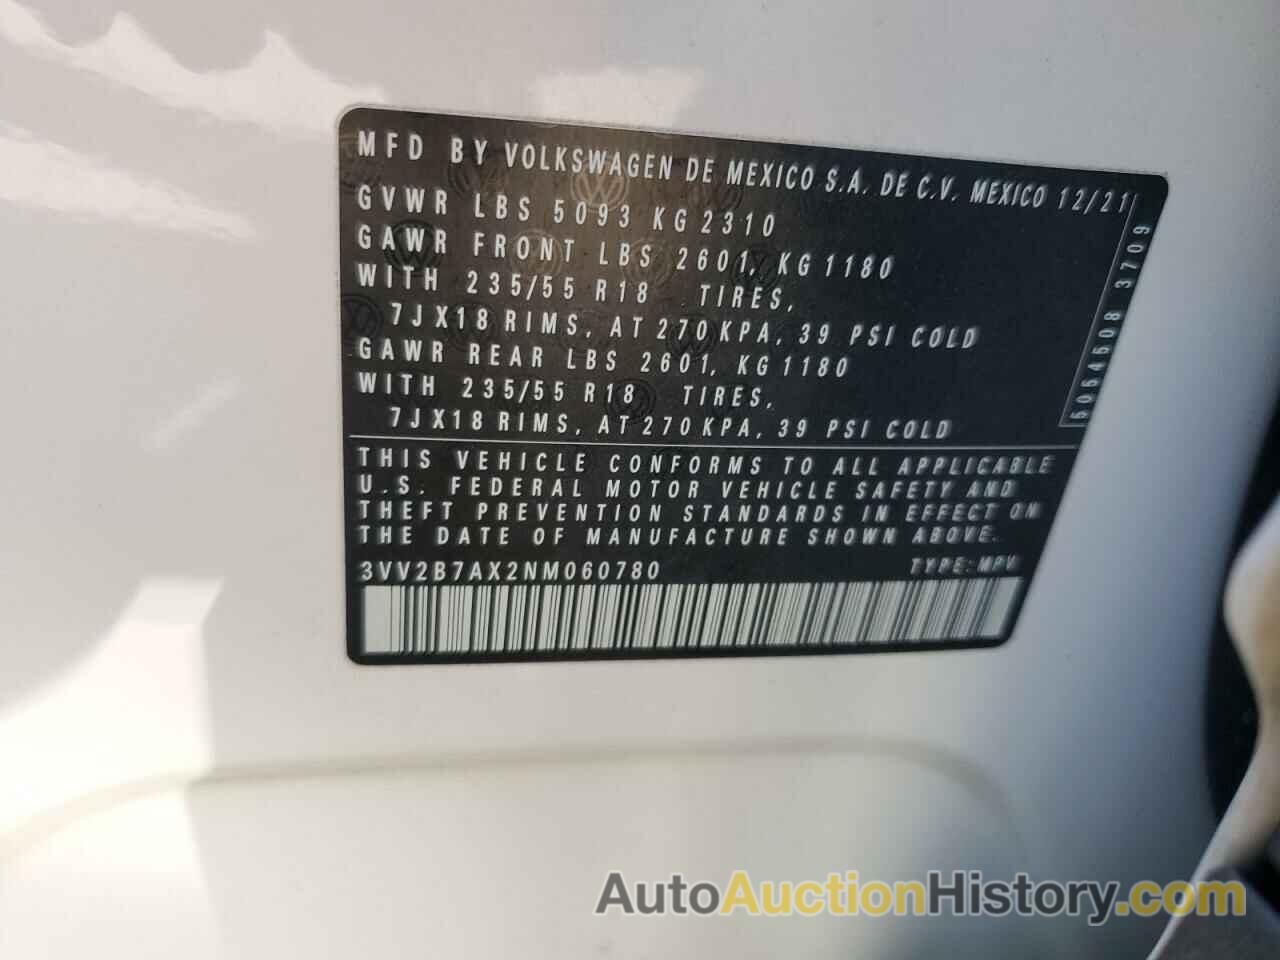 MFD BY VOLKSWAGEN DE MEXICO S.A. DE C.V. MEXICO 12/21
GVWR LBS 5093 KG 2310
GAWR FRONT LBS 2601, KG 1180
WITH 235/55 R18 TIRES,
7JX18 RIMS, AT 270 KPA, 39 PSI COLD
GAWR REAR LBS 2601, KG 1180
WITH 235/55 R18 TIRES,
7JX18 RIMS, AT 270 KPA, 39 PSI COLD
THIS VEHICLE CONFORMS TO ALL APPLICABLE
U.S. FEDERAL MOTOR VEHICLE SAFETY AND
THEFT PREVENTION STANDARDS IN EFFECT ON
THE DATE OF MANUFACTURE SHOWN ABOVE.
3VV2B7AX2NM060780 TYPE: MPV
3709
AutoAuctionHistory.com